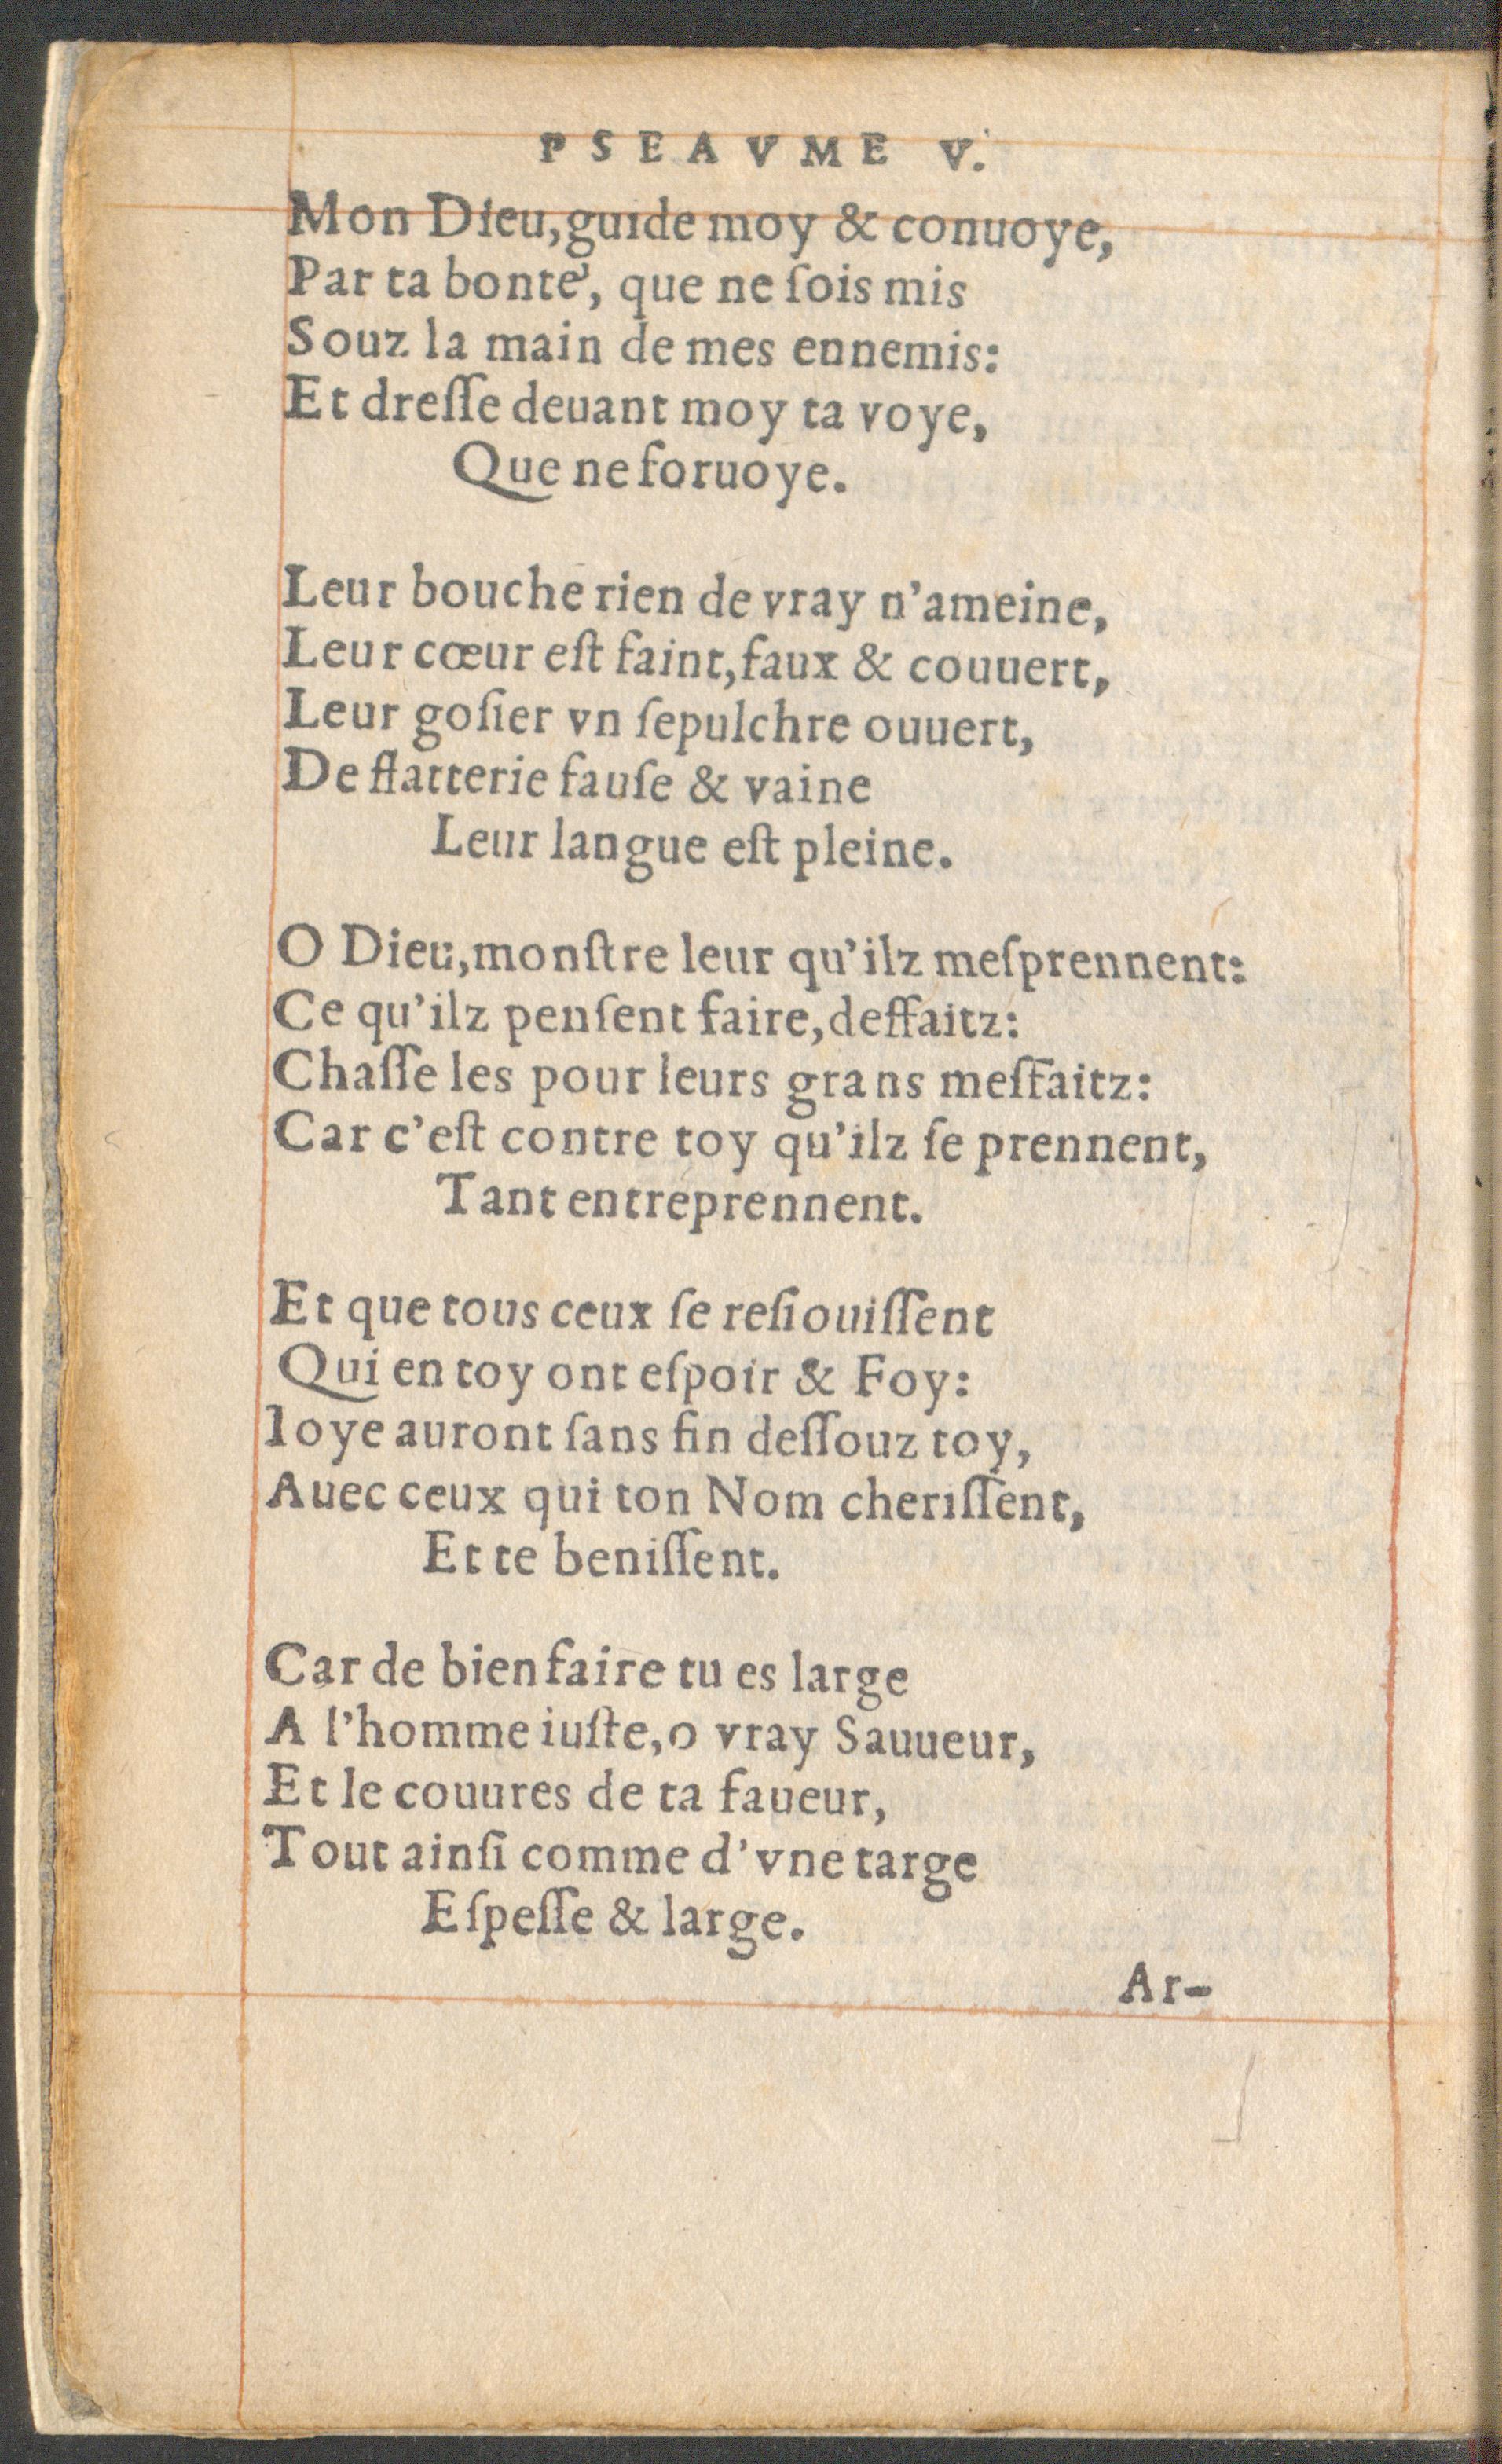 PSEAVME V.
Mon Dieu, guide moy & conuoye,
Par ta bonté, que ne ſois mis
Souz la main de mes ennemis:
Et dreſſe deuant moy ta voye,
Que ne foruoye.
Leur bouche rien de vray n'ameine,
Leur cœur eſt faint, faux & couuert,
Leur goſier vn ſepulchre ouuert,
De flatterie fauſe & vaine
Leur langue eſt pleine.
O Dieu, monſtre leur qu'ilz meſprennent:
Ce qu'ilz penſent faire, deffaitz:
Chaſſe les pour leurs grans meſfaitz:
Car c'eſt contre toy qu'ilz ſe prennent,
Tant entreprennent.
Et que tous ceux ſe reſiouiſſent
Qui en toy ont eſpoir & Foy:
Ioye auront ſans fin deſſouz toy,
Auec ceux qui ton Nom cheriſſent,
Et te beniſſent.
Car de bien faire tu es large
A l'homme iuſte, o vray Sauueur,
Et le couures de ta faueur,
Tout ainſi comme d'vne targe
Eſpeſſe & large.
Ar-